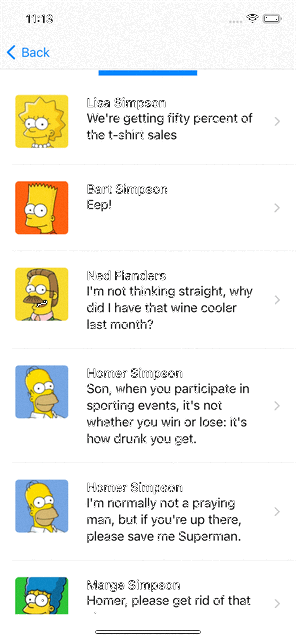 11:13
Back
Lisa Simpson
We're getting fifty percent of
the t-shirt sales
Bart Simpson
Eep!
Ned Flanders
I'm not thinking straight, why
did I have that wine cooler
last month?
Homer Simpson
Son, when you participate in
sporting events, it's not
whether you win or lose: it's
how drunk you get.
Homer Simpson
I'm normally not a praying
man, but if you're up there,
please save me Superman.
Marge Simpson
Homer, please get rid of that